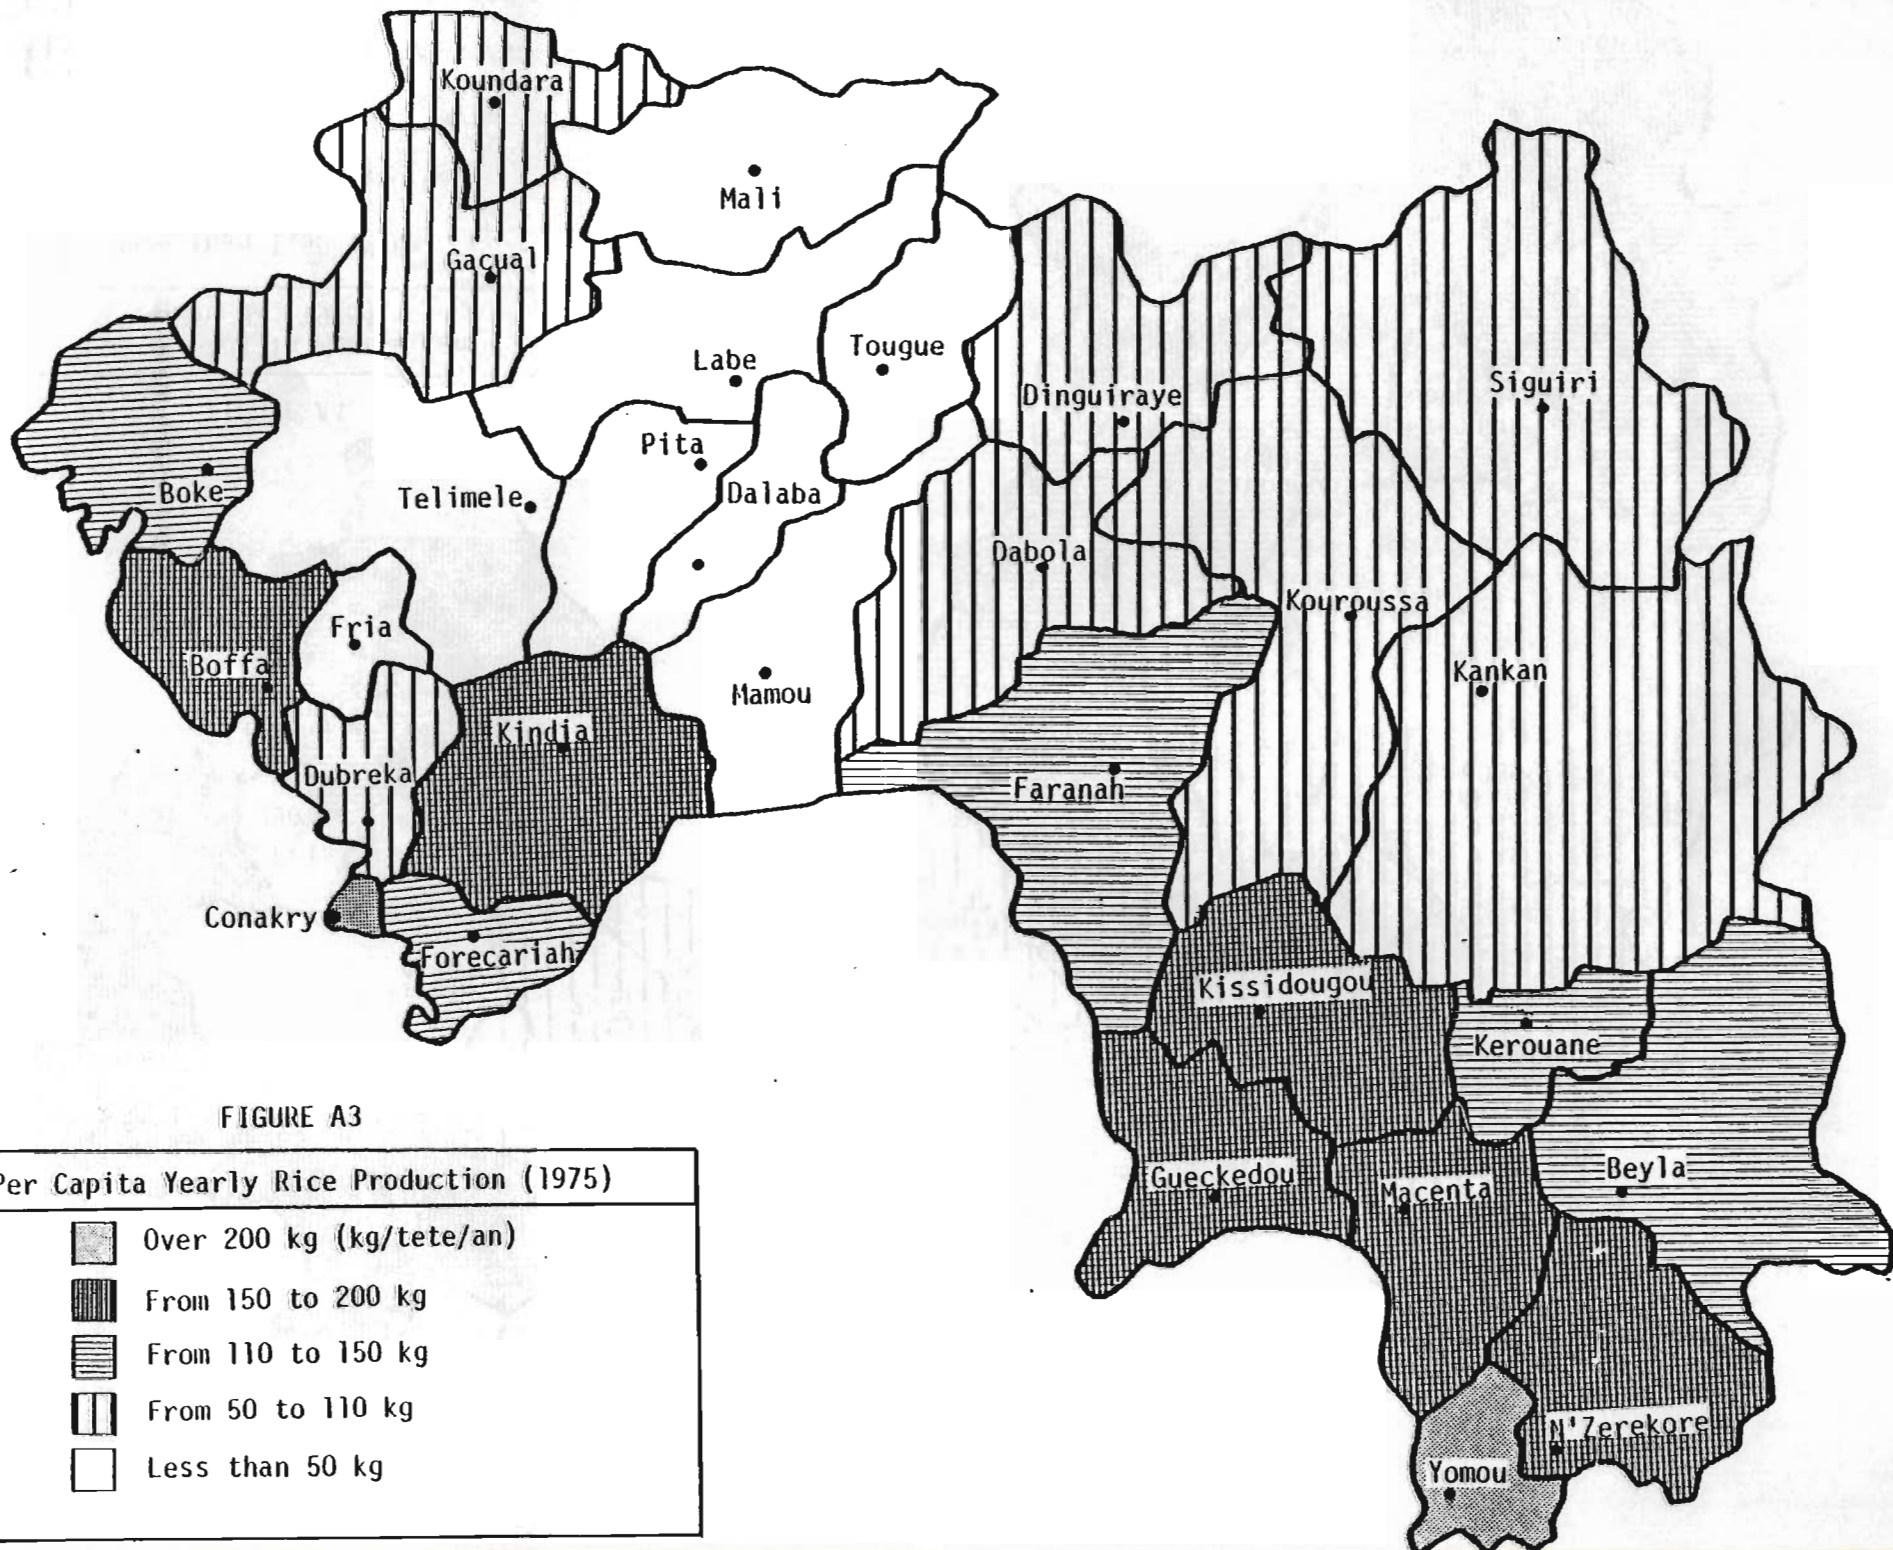 Koundara
Mali
Gacual
Labe
Tougue
Dinguiraye
Siguiri
Pita
Boke
Telimele
Dalaba
Dabola
Kouroussa
Fria
Boffa
Mamou
Kankan
Kindia
Dubreka
Faranah
Conakry
Forecariah
Kissidougou
Kerouane
Gueckedou
Macenta
Beyla
N'Zerekore
Yomou
FIGURE A3
Per Capita Yearly Rice Production (1975)
Over 200 kg (kg/tete/an)
From 150 to 200 kg
From 110 to 150 kg
From 50 to 110 kg
Less than 50 kg